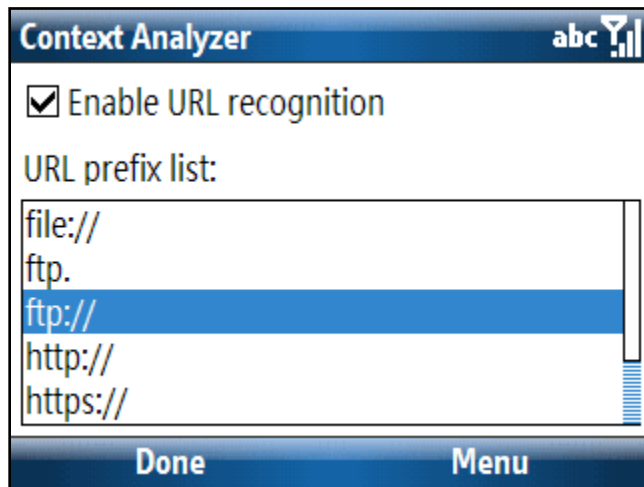 Context Analyzer abc
Enable URL recognition
URL prefix list:
file://
ftp.
ftp://
http://
https://
Done Menu